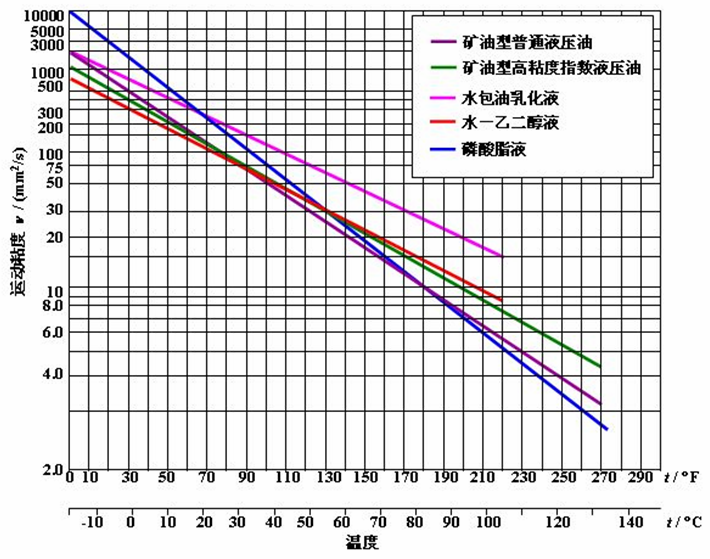 10000
5000
3000
1000
500
300
200
100
75
50
30
20
10
8.0
6.0
4.0
2.0
运动粘度 ν / (mm²/s)
矿油型普通液压油
矿油型高粘度指数液压油
水包油乳化液
水一乙二醇液
磷酸脂液
0 10 30 50 70 90 110 130 150 170 190 210 230 250 270 290 t / °F
-10 0 10 20 30 40 50 60 70 80 90 100 120 140 t / °C
温度